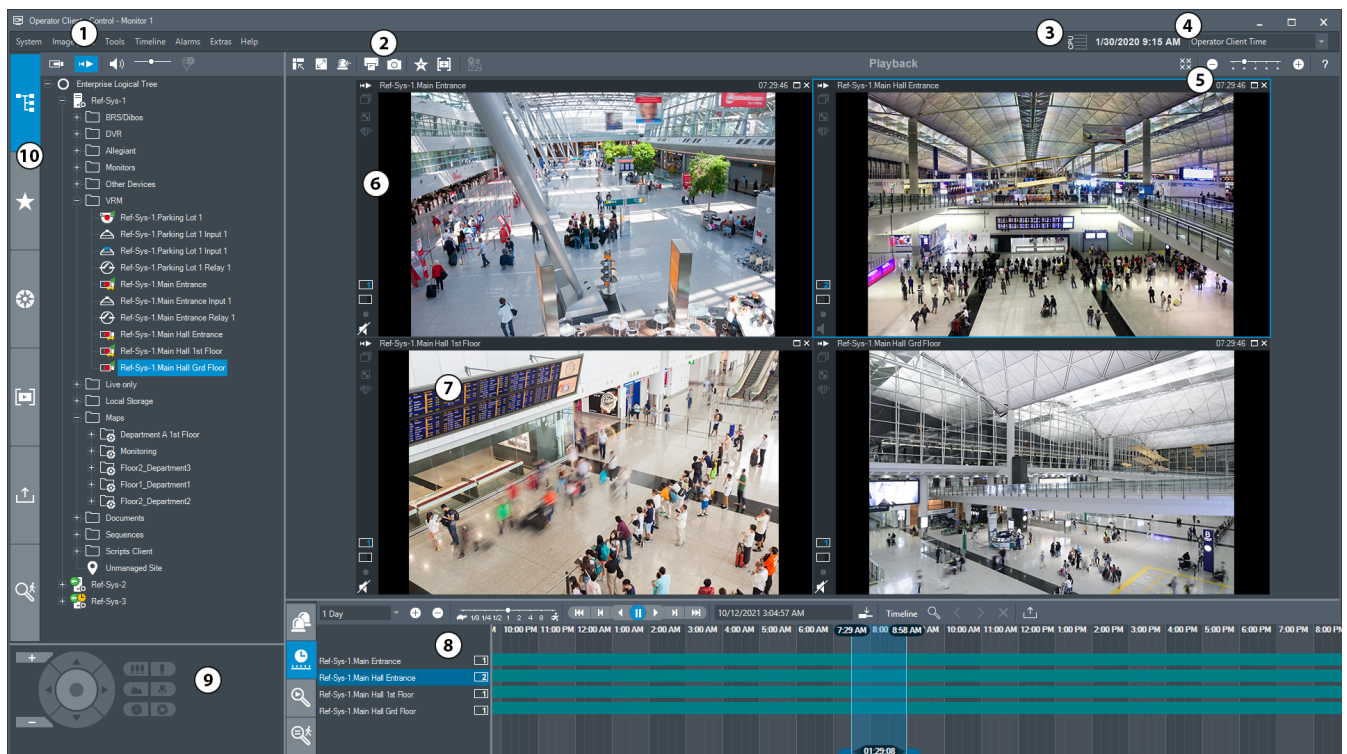 Operator Client - Control - Monitor 1
System Image Tools Timeline Alarms Extras Help
1
2
3
4
CPU
1/30/2020 9:15 AM
Operator Client Time
Playback
?
5
Enterprise Logical Tree
Ref-Sys-1
BRS/Dibos
DVR
Allegiant
Monitors
Other Devices
VRM
Ref-Sys-1.Parking Lot 1
Ref-Sys-1.Parking Lot 1 Input 1
Ref-Sys-1.Parking Lot 1 Input 1
Ref-Sys-1.Parking Lot 1 Relay 1
Ref-Sys-1.Main Entrance
Ref-Sys-1.Main Entrance Input 1
Ref-Sys-1.Main Entrance Relay 1
Ref-Sys-1.Main Hall Entrance
Ref-Sys-1.Main Hall 1st Floor
Ref-Sys-1.Main Hall Grd Floor
Live only
Local Storage
Maps
Department A 1st Floor
Monitoring
Floor2_Department3
Floor1_Department1
Floor2_Department2
Documents
Sequences
Scripts Client
Unmanaged Site
Ref-Sys-2
Ref-Sys-3
10
Ref-Sys-1.Main Entrance 07:29:46
6
1
Ref-Sys-1.Main Hall Entrance 07:29:46
2
Ref-Sys-1.Main Hall 1st Floor
7
1
Ref-Sys-1.Main Hall Grd Floor 07:29:46
B
1
9
1 Day
1/8 1/4 1/2 1 2 4 8
10/12/2021 3:04:57 AM
Timeline
8
10:00 PM 11:00 PM 12:00 AM 1:00 AM 2:00 AM 3:00 AM 4:00 AM 5:00 AM 6:00 AM 7:29 AM 8:00 8:58 AM AM 10:00 AM 11:00 AM 12:00 PM 1:00 PM 2:00 PM 3:00 PM 4:00 PM 5:00 PM 6:00 PM 7:00 PM 8:00 PM
Ref-Sys-1.Main Entrance 1
Ref-Sys-1.Main Hall Entrance 2
Ref-Sys-1.Main Hall 1st Floor 1
Ref-Sys-1.Main Hall Grd Floor 1
01:29:08